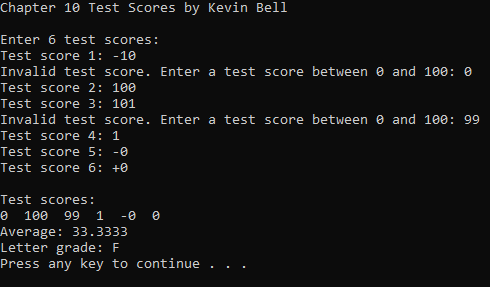 Chapter 10 Test Scores by Kevin Bell
Enter 6 test scores:
Test score 1: -10
Invalid test score. Enter a test score between 0 and 100: 0
Test score 2: 100
Test score 3: 101
Invalid test score. Enter a test score between 0 and 100: 99
Test score 4: 1
Test score 5: -0
Test score 6: +0
Test scores:
0  100  99  1  -0  0
Average: 33.3333
Letter grade: F
Press any key to continue . . .